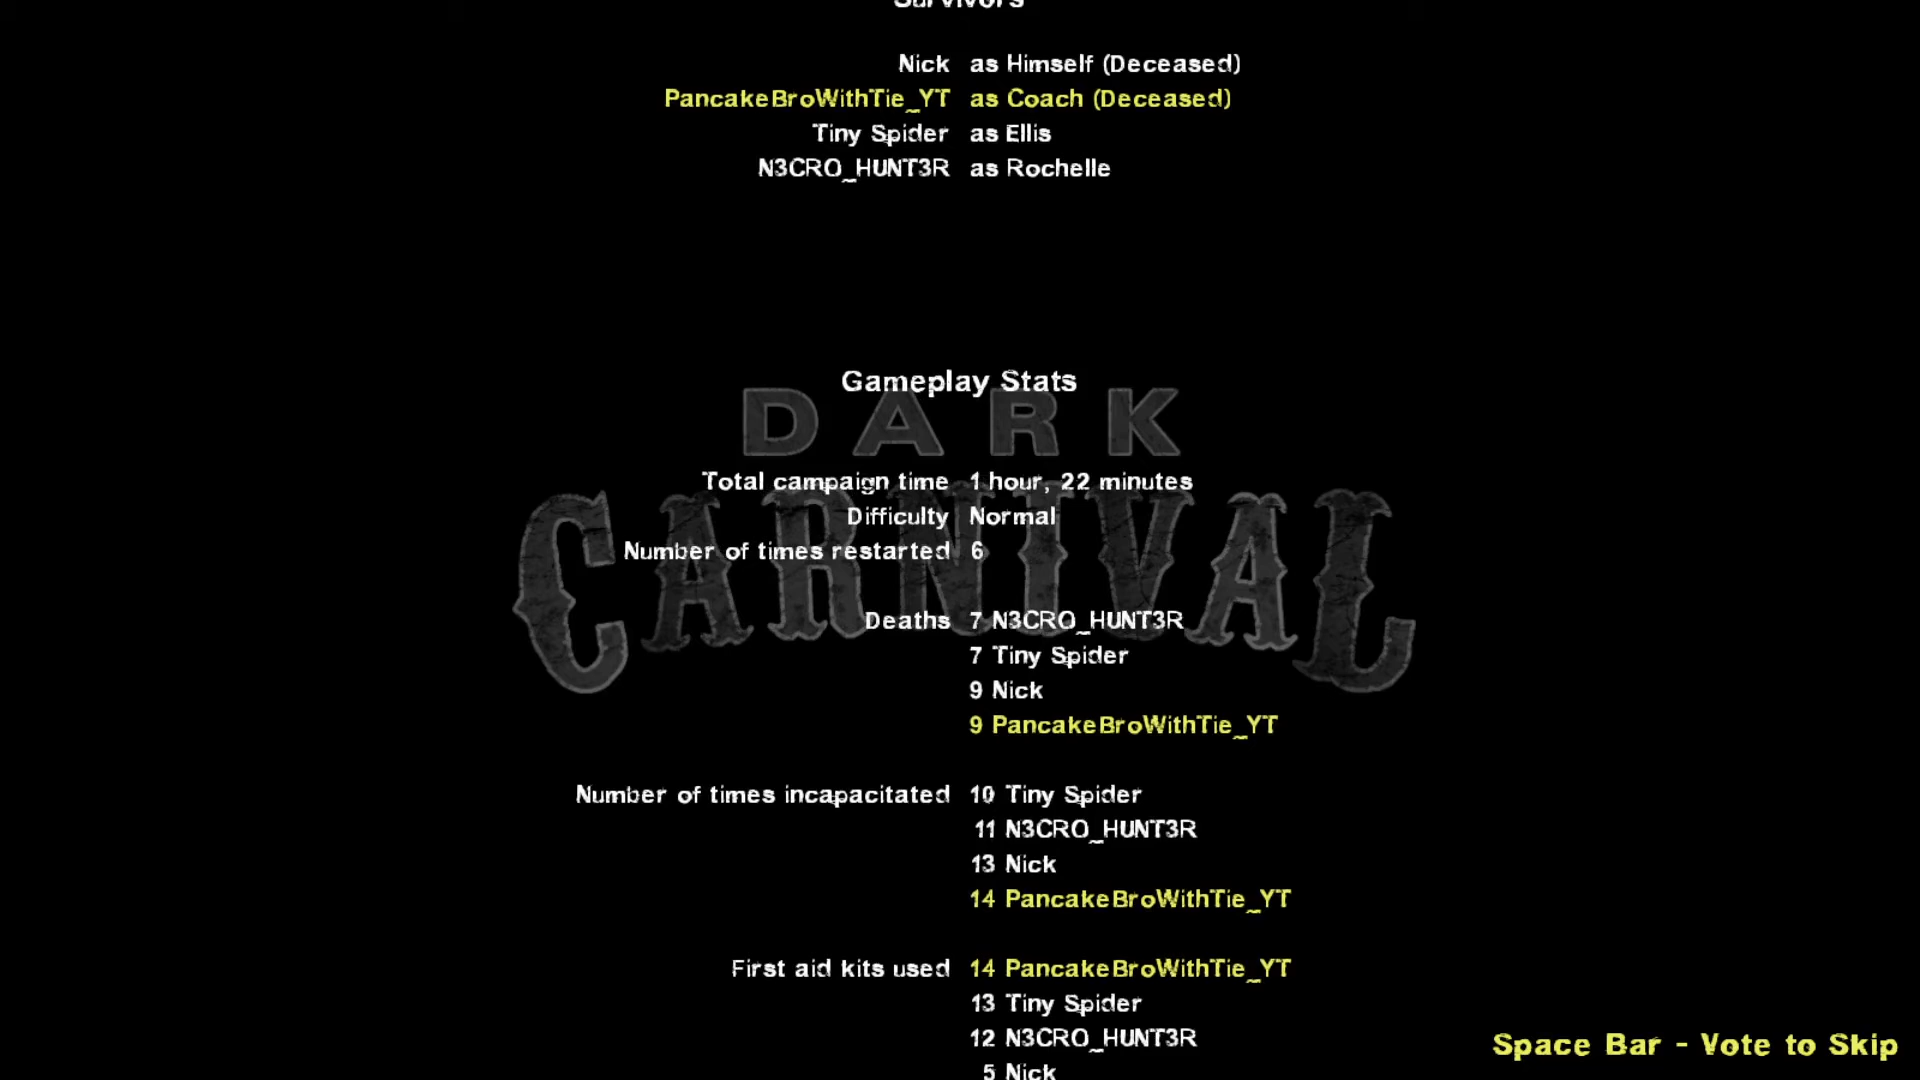 Survivors
Nick as Himself (Deceased)
PancakeBroWithTie_YT as Coach (Deceased)
Tiny Spider as Ellis
N3CRO_HUNT3R as Rochelle
Gameplay Stats
DARK
CARNIVAL
Total campaign time 1 hour, 22 minutes
Difficulty Normal
Number of times restarted 6
Deaths 7 N3CRO_HUNT3R
7 Tiny Spider
9 Nick
9 PancakeBroWithTie_YT
Number of times incapacitated 10 Tiny Spider
11 N3CRO_HUNT3R
13 Nick
14 PancakeBroWithTie_YT
First aid kits used 14 PancakeBroWithTie_YT
13 Tiny Spider
12 N3CRO_HUNT3R
5 Nick
Space Bar - Vote to Skip